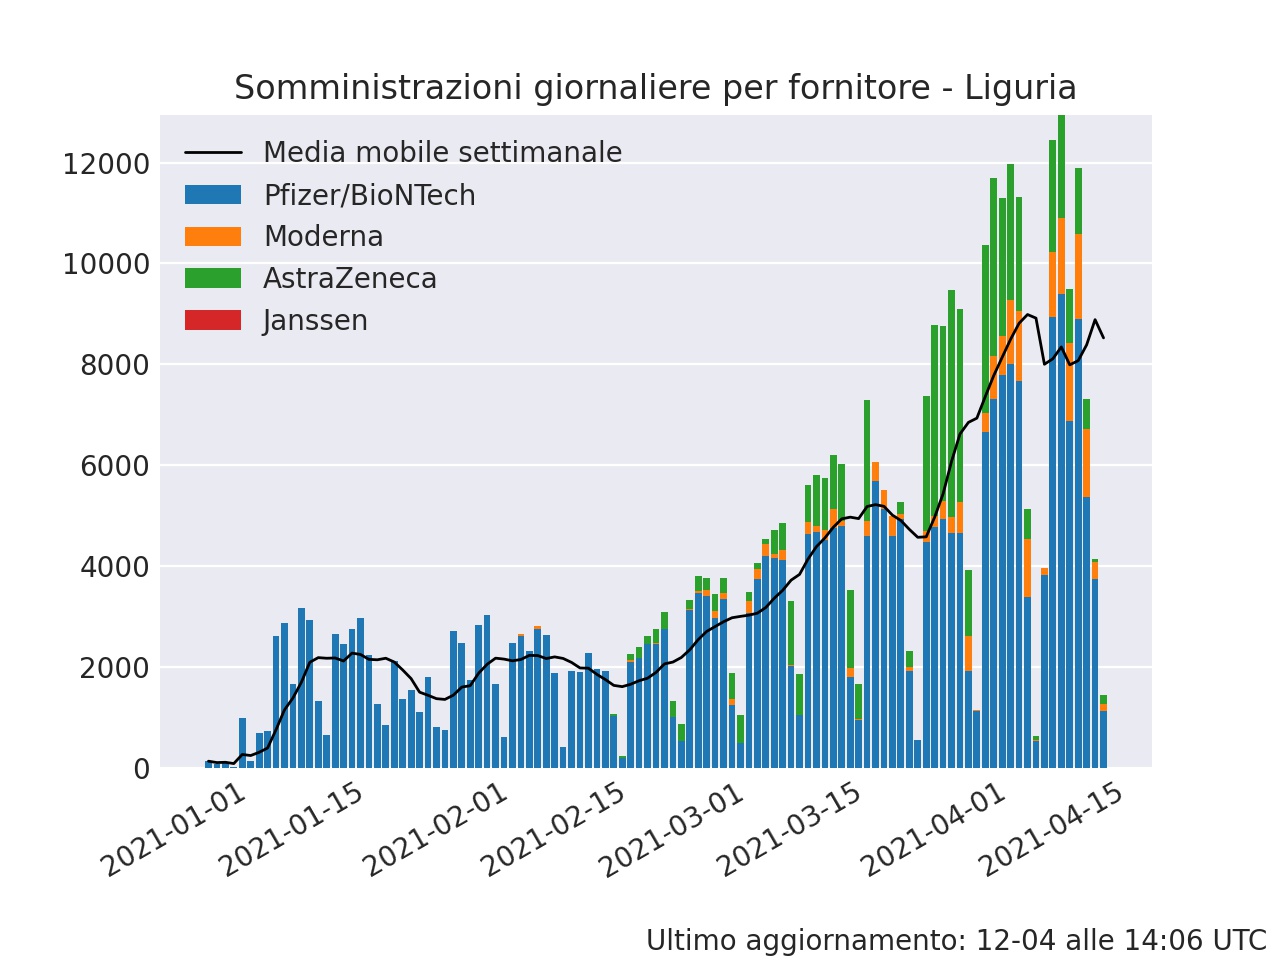 Somministrazioni giornaliere per fornitore - Liguria
Media mobile settimanale
Pfizer/BioNTech
Moderna
AstraZeneca
Janssen
12000
10000
8000
6000
4000
2000
0
2021-01-01
2021-01-15
2021-02-01
2021-02-15
2021-03-01
2021-03-15
2021-04-01
2021-04-15
Ultimo aggiornamento: 12-04 alle 14:06 UTC